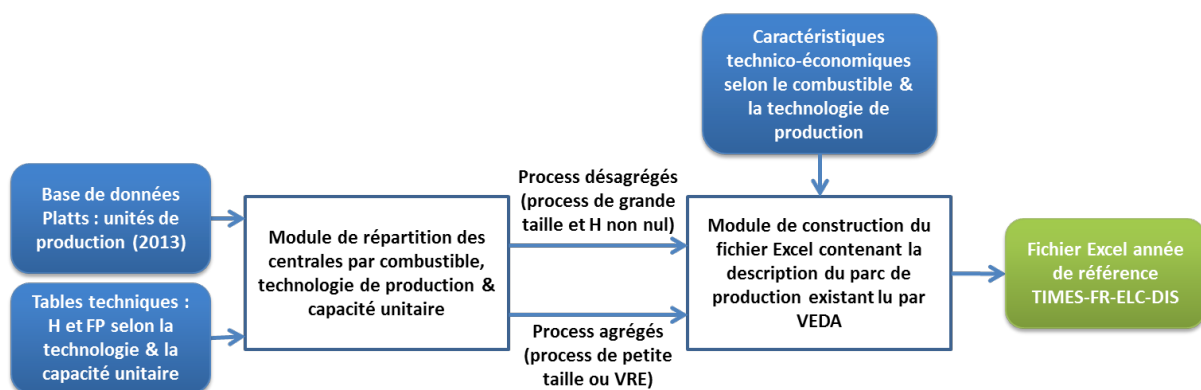 Caractéristiques
technico-économiques
selon le combustible &
la technologie de
production
Base de données
Platts : unités de
production (2013)
Tables techniques :
H et FP selon la
technologie & la
capacité unitaire
Module de répartition des
centrales par combustible,
technologie de production &
capacité unitaire
Process désagrégés
(process de grande
taille et H non nul)
Process agrégés
(process de petite
taille ou VRE)
Module de construction du
fichier Excel contenant la
description du parc de
production existant lu par
VEDA
Fichier Excel année
de référence
TIMES-FR-ELC-DIS